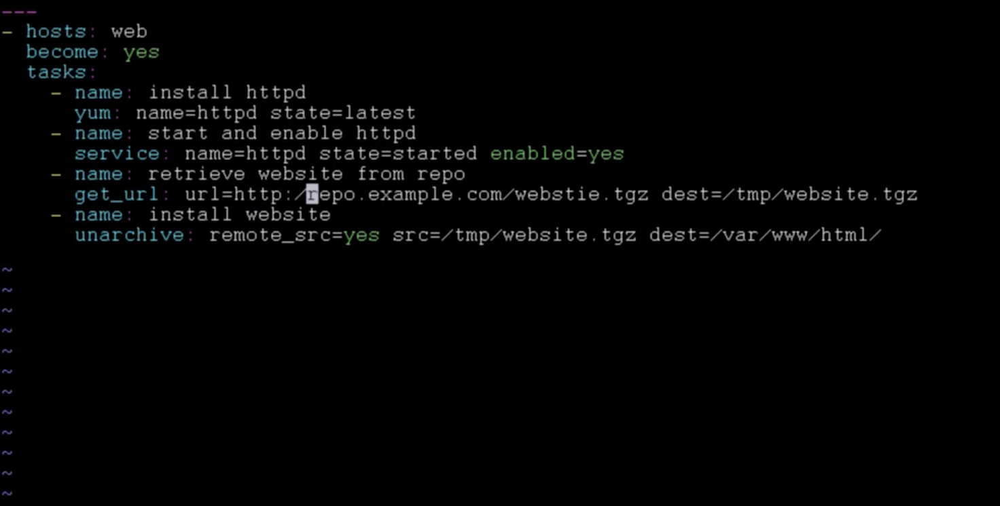 ---
- hosts: web
  become: yes
  tasks:
    - name: install httpd
      yum: name=httpd state=latest
    - name: start and enable httpd
      service: name=httpd state=started enabled=yes
    - name: retrieve website from repo
      get_url: url=http:/repo.example.com/webstie.tgz dest=/tmp/website.tgz
    - name: install website
      unarchive: remote_src=yes src=/tmp/website.tgz dest=/var/www/html/
~
~
~
~
~
~
~
~
~
~
~
~